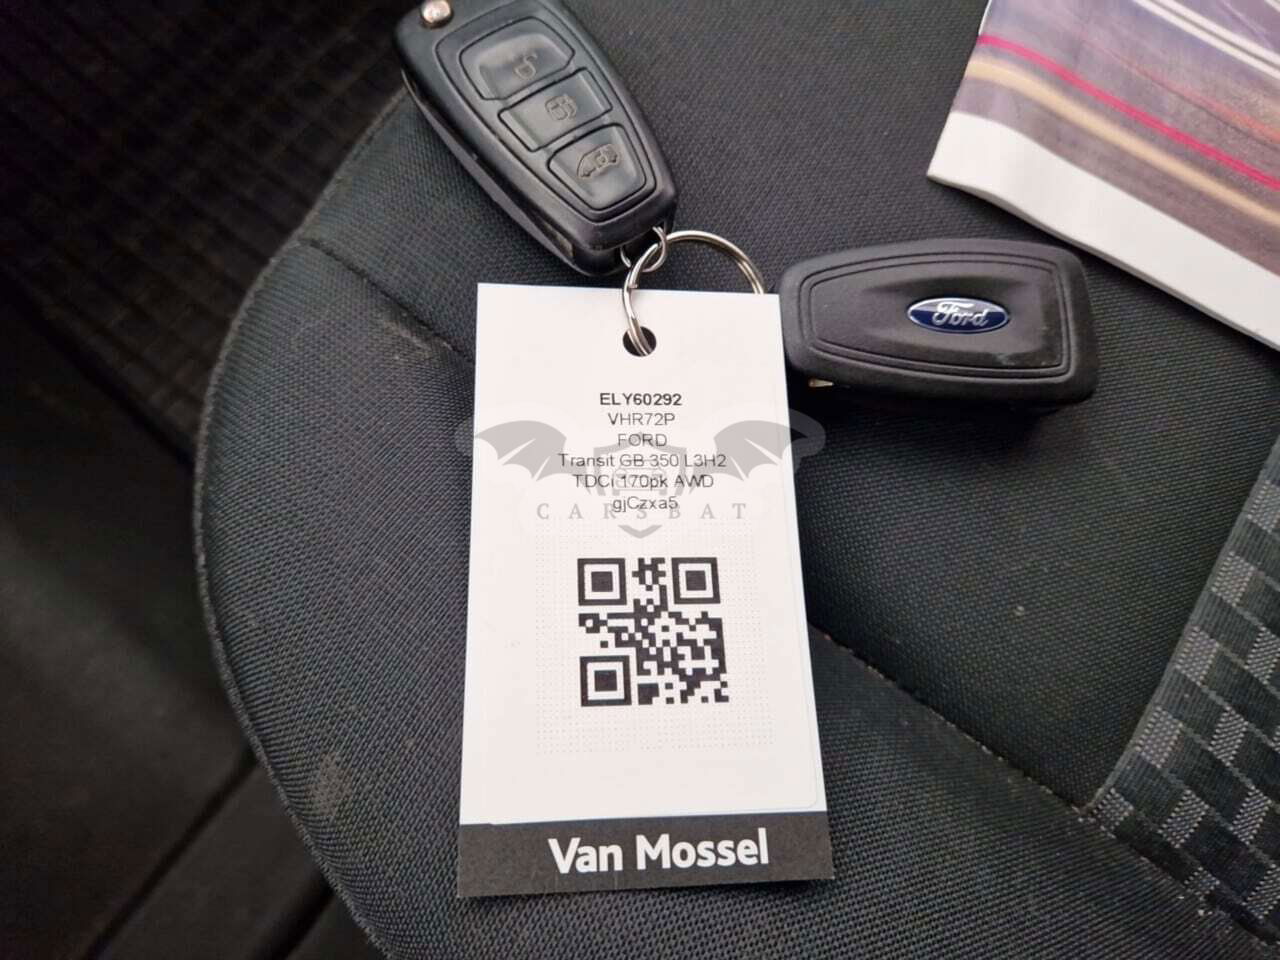 Ford
ELY60292
VHR72P
FORD
Transit GB 350 L3H2
TDCi 170pk AWD
gjCzxa5
CARSBAT
Van Mossel